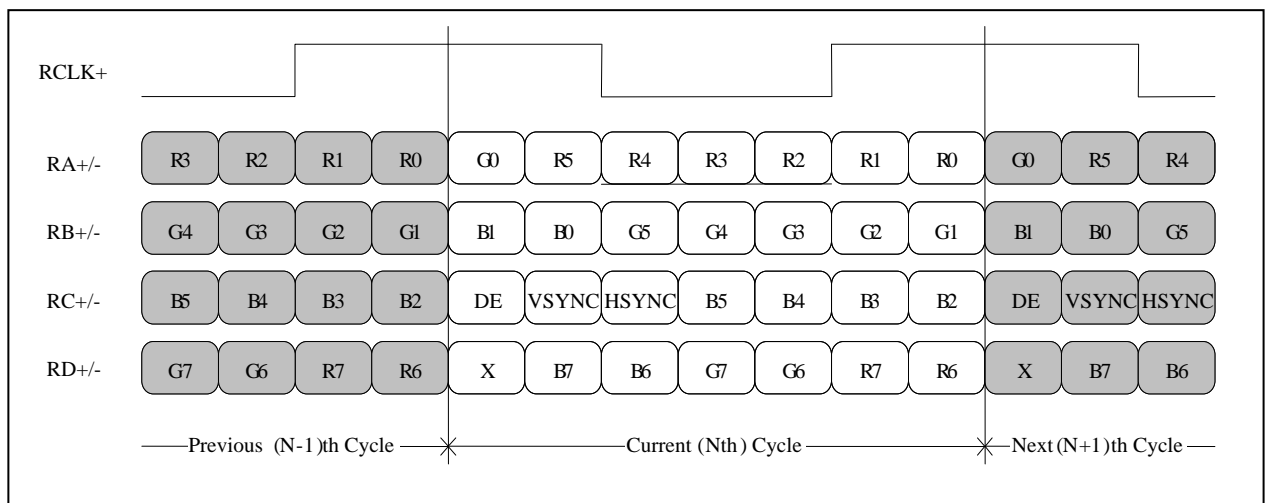 RCLK+
RA+/- R3 R2 R1 R0 G0 R5 R4 R3 R2 R1 R0 G0 R5 R4
RB+/- G4 G3 G2 G1 B1 B0 G5 G4 G3 G2 G1 B1 B0 G5
RC+/- B5 B4 B3 B2 DE VSYNC HSYNC B5 B4 B3 B2 DE VSYNC HSYNC
RD+/- G7 G6 R7 R6 X B7 B6 G7 G6 R7 R6 X B7 B6
Previous (N-1)th Cycle Current (Nth) Cycle Next (N+1)th Cycle